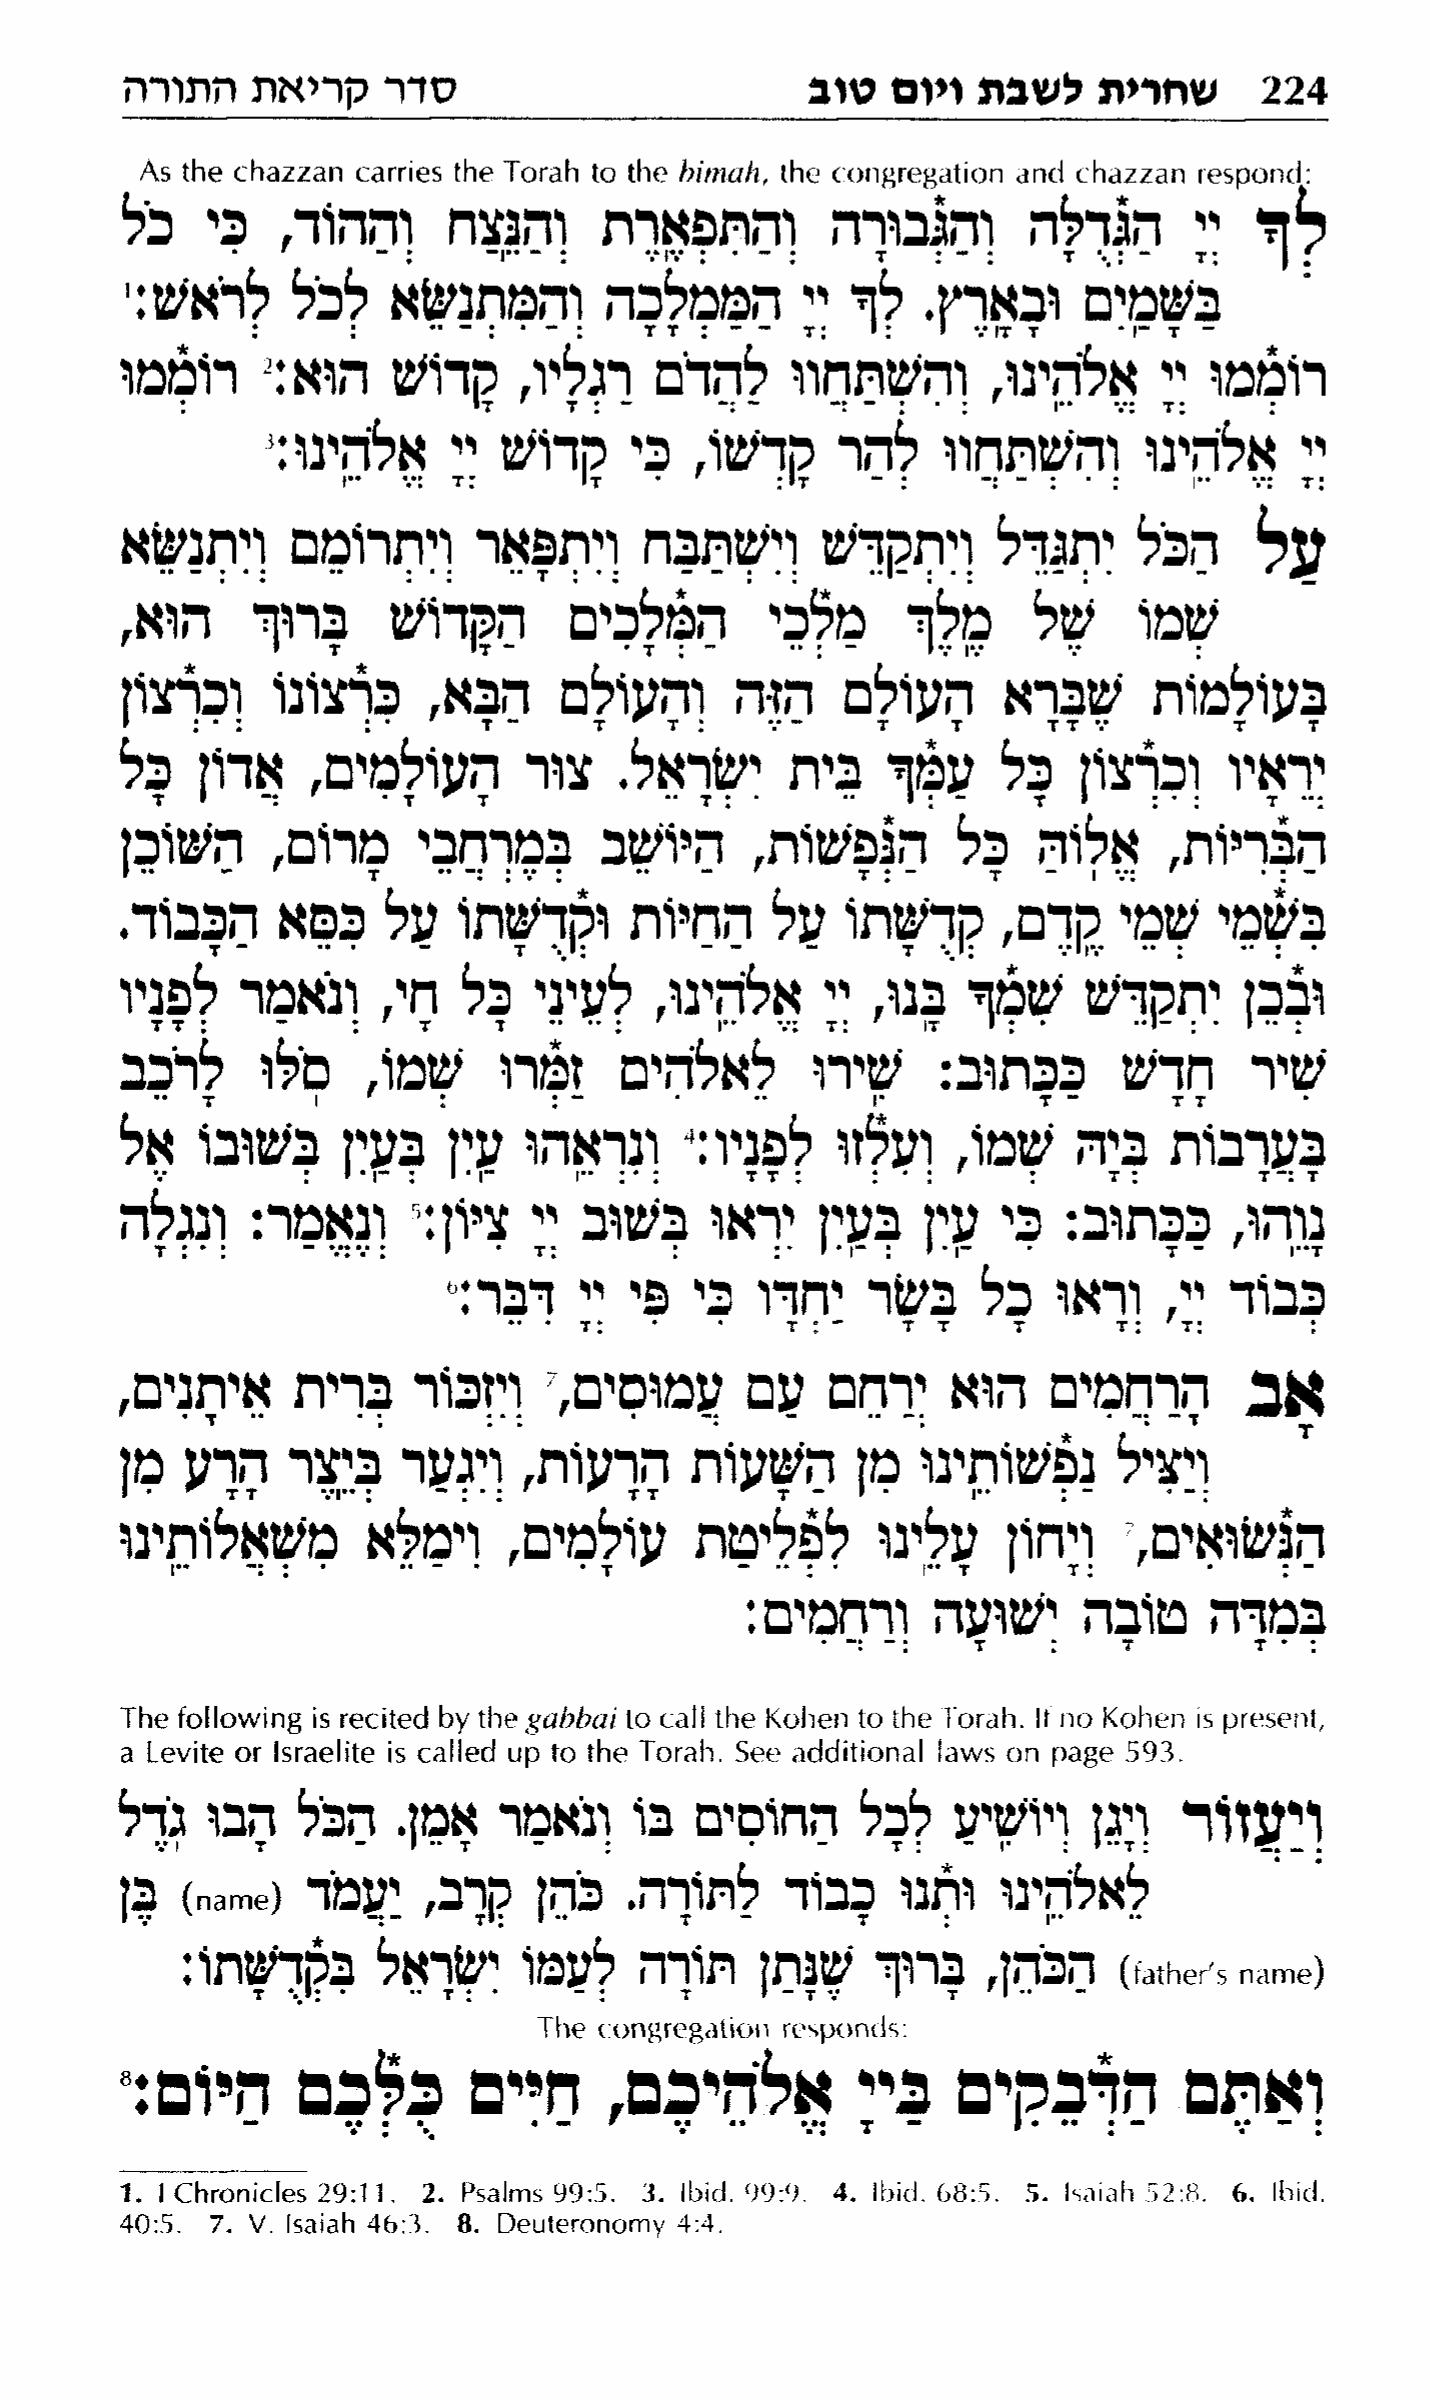 224 שחרית לשבת ויום טוב סדר קריאת התורה
As the chazzan carries the Torah to the bimah, the congregation and chazzan respond:
לְךָ יְיָ הַגְּֽדֻלָּה וְהַגְּֽבוּרָה וְהַתִּפְאֶרֶת וְהַנֵּצַח וְהַהוֹד, כִּי כֹל
בַּשָּׁמַיִם וּבָאָרֶץ. לְךָ יְיָ הַמַּמְלָכָה וְהַמִּתְנַשֵּׂא לְכֹל לְרֹאשׁ:¹
רוֹמְֽמוּ יְיָ אֱלֹהֵינוּ, וְהִשְׁתַּחֲווּ לַהֲדֹם רַגְלָיו, קָדוֹשׁ הוּא:² רוֹמְֽמוּ
יְיָ אֱלֹהֵינוּ וְהִשְׁתַּחֲווּ לְהַר קָדְשׁוֹ, כִּי קָדוֹשׁ יְיָ אֱלֹהֵינוּ:³
עַל הַכֹּל יִתְגַּדֵּל וְיִתְקַדֵּשׁ וְיִשְׁתַּבַּח וְיִתְפָּאֵר וְיִתְרוֹמֵם וְיִתְנַשֵּׂא
שְׁמוֹ שֶׁל מֶלֶךְ מַלְכֵי הַמְּֽלָכִים הַקָּדוֹשׁ בָּרוּךְ הוּא,
בָּעוֹלָמוֹת שֶׁבָּרָא הָעוֹלָם הַזֶּה וְהָעוֹלָם הַבָּא, כִּרְצוֹנוֹ וְכִרְצוֹן
יְרֵאָיו וְכִרְצוֹן כָּל עַמְּךָ בֵּית יִשְׂרָאֵל. צוּר הָעוֹלָמִים, אֲדוֹן כָּל
הַבְּרִיּוֹת, אֱלוֹהַּ כָּל הַנְּפָשׁוֹת, הַיּוֹשֵׁב בְּמֶרְחֲבֵי מָרוֹם, הַשּׁוֹכֵן
בִּשְׁמֵי שְׁמֵי קֶדֶם, קְדֻשָּׁתוֹ עַל הַחַיּוֹת וּקְדֻשָּׁתוֹ עַל כִּסֵּא הַכָּבוֹד.
וּבְכֵן יִתְקַדֵּשׁ שִׁמְךָ בָּנוּ, יְיָ אֱלֹהֵינוּ, לְעֵינֵי כָּל חָי, וְנֹאמַר לְפָנָיו
שִׁיר חָדָשׁ כַּכָּתוּב: שִׁירוּ לֵאלֹהִים זַמְּרוּ שְׁמוֹ, סֹלּוּ לָרֹכֵב
בָּעֲרָבוֹת בְּיָהּ שְׁמוֹ, וְעִלְזוּ לְפָנָיו:⁴ וְנִרְאֵהוּ עַיִן בְּעַיִן בְּשׁוּבוֹ אֶל
נָוֵהוּ, כַּכָּתוּב: כִּי עַיִן בְּעַיִן יִרְאוּ בְּשׁוּב יְיָ צִיּוֹן:⁵ וְנֶאֱמַר: וְנִגְלָה
כְּבוֹד יְיָ, וְרָאוּ כָל בָּשָׂר יַחְדָּו כִּי פִּי יְיָ דִּבֵּר:⁶
אָב הָרַחֲמִים הוּא יְרַחֵם עַם עֲמוּסִים,⁷ וְיִזְכּוֹר בְּרִית אֵיתָנִים,
וְיַצִּיל נַפְשׁוֹתֵינוּ מִן הַשָּׁעוֹת הָרָעוֹת, וְיִגְעַר בְּיֵצֶר הָרָע מִן
הַנְּשׂוּאִים,⁷ וְיָחוֹן עָלֵינוּ לִפְלֵיטַת עוֹלָמִים, וִימַלֵּא מִשְׁאֲלוֹתֵינוּ
בְּמִדָּה טוֹבָה יְשׁוּעָה וְרַחֲמִים:
The following is recited by the gabbai to call the Kohen to the Torah. If no Kohen is present,
a Levite or Israelite is called up to the Torah. See additional laws on page 593.
וְיַעֲזוֹר וְיָגֵן וְיוֹשִׁיעַ לְכָל הַחוֹסִים בּוֹ וְנֹאמַר אָמֵן. הַכֹּל הָבוּ גֹדֶל
לֵאלֹהֵינוּ וּתְנוּ כָבוֹד לַתּוֹרָה. כֹּהֵן קְרָב, יַעֲמֹד (name) בֶּן
(father's name) הַכֹּהֵן, בָּרוּךְ שֶׁנָּתַן תּוֹרָה לְעַמּוֹ יִשְׂרָאֵל בִּקְדֻשָּׁתוֹ:
The congregation responds:
וְאַתֶּם הַדְּבֵקִים בַּייָ אֱלֹהֵיכֶם, חַיִּים כֻּלְּכֶם הַיּוֹם:⁸
1. I Chronicles 29:11. 2. Psalms 99:5. 3. Ibid. 99:9. 4. Ibid. 68:5. 5. Isaiah 52:8. 6. Ibid.
40:5. 7. V. Isaiah 46:3. 8. Deuteronomy 4:4.